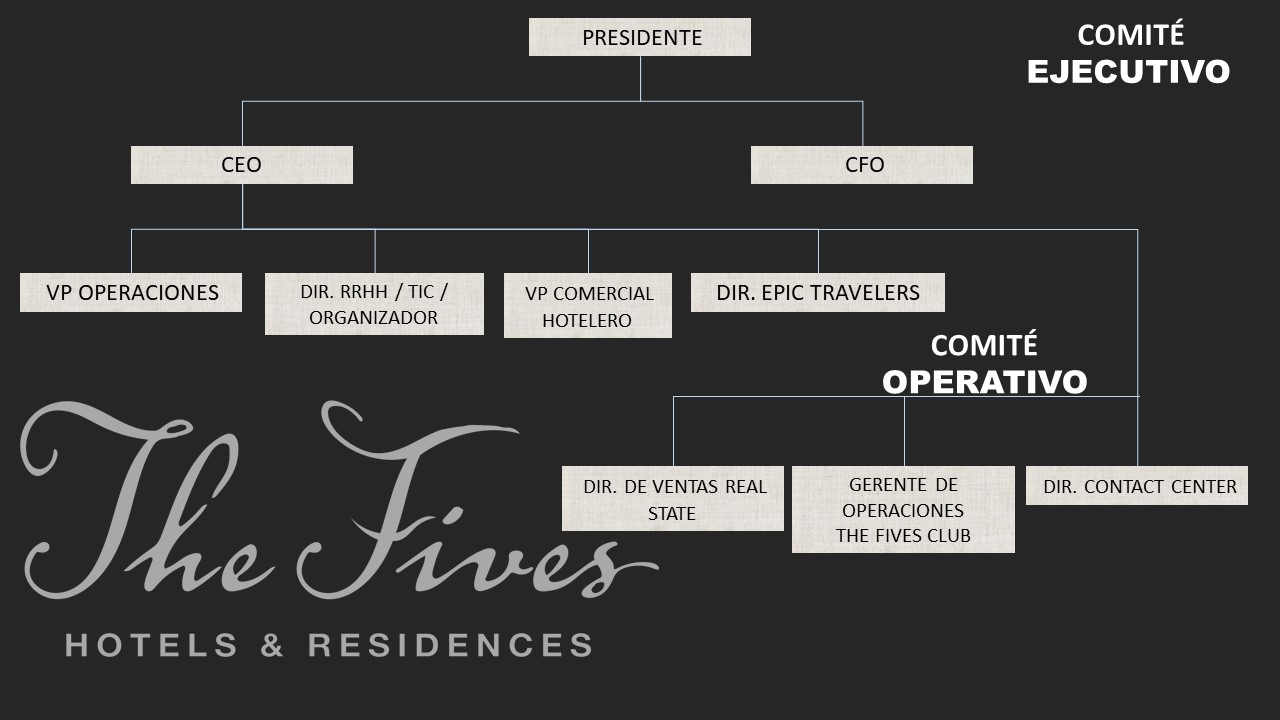 PRESIDENTE
COMITÉ
EJECUTIVO
CEO
CFO
VP OPERACIONES
DIR. RRHH / TIC /
ORGANIZADOR
VP COMERCIAL
HOTELERO
DIR. EPIC TRAVELERS
COMITÉ
OPERATIVO
DIR. DE VENTAS REAL
STATE
GERENTE DE
OPERACIONES
THE FIVES CLUB
DIR. CONTACT CENTER
The Fives
HOTELS & RESIDENCES